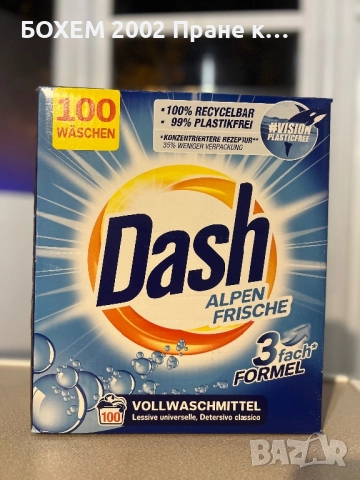 БОХЕМ 2002 Пране к...
100
WÄSCHEN
• 100% RECYCELBAR
• 99% PLASTIKFREI
*KONZENTRIERTERE REZEPTUR**
35% WENIGER VERPACKUNG
#VISION
PLASTICFREE
Dash
ALPEN
FRISCHE
3fach*
FORMEL
100
VOLLWASCHMITTEL
Lessive universelle, Detersivo classico
BAZAR